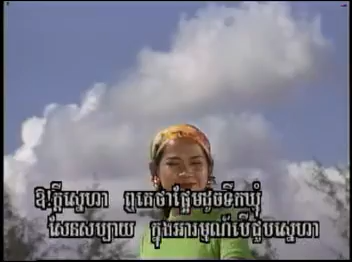 ឱ!ក្ដីស្នេហា ឮគេថាផ្អែមដូចទឹកឃ្មុំ
សែនសប្បាយ ក្នុងអារម្មណ៍បើជួបស្នេហា